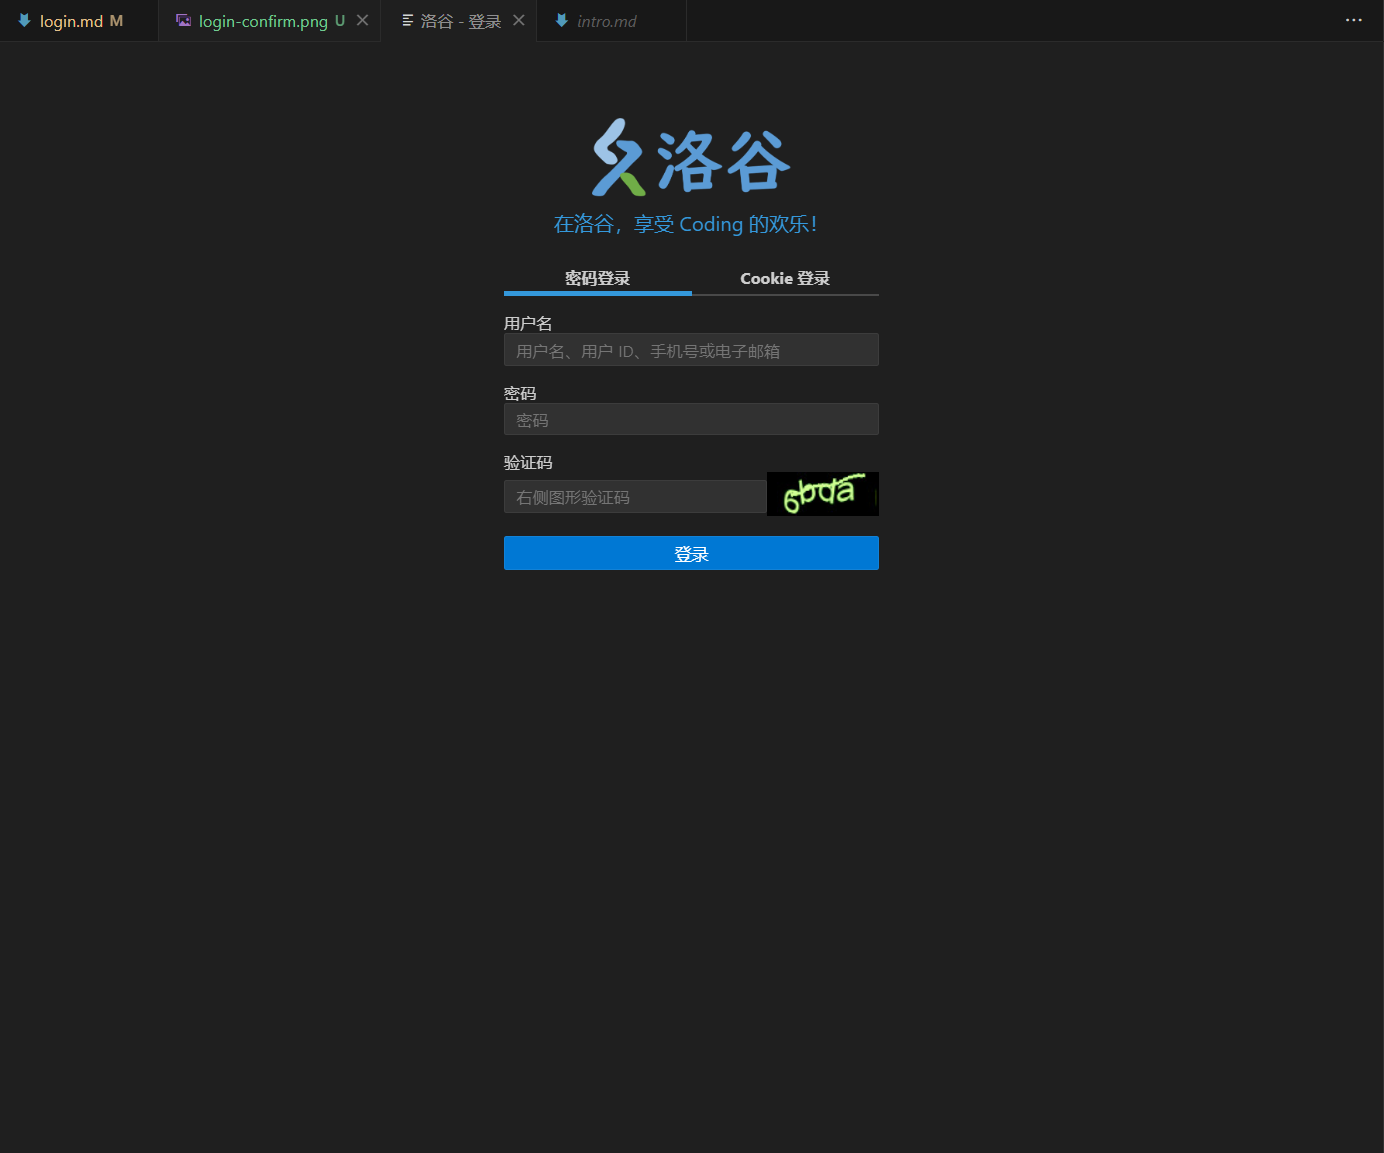 login.md M
login-confirm.png U
洛谷 - 登录
intro.md
洛谷
在洛谷，享受 Coding 的欢乐！
密码登录
Cookie 登录
用户名
用户名、用户 ID、手机号或电子邮箱
密码
密码
验证码
右侧图形验证码
6bda
登录